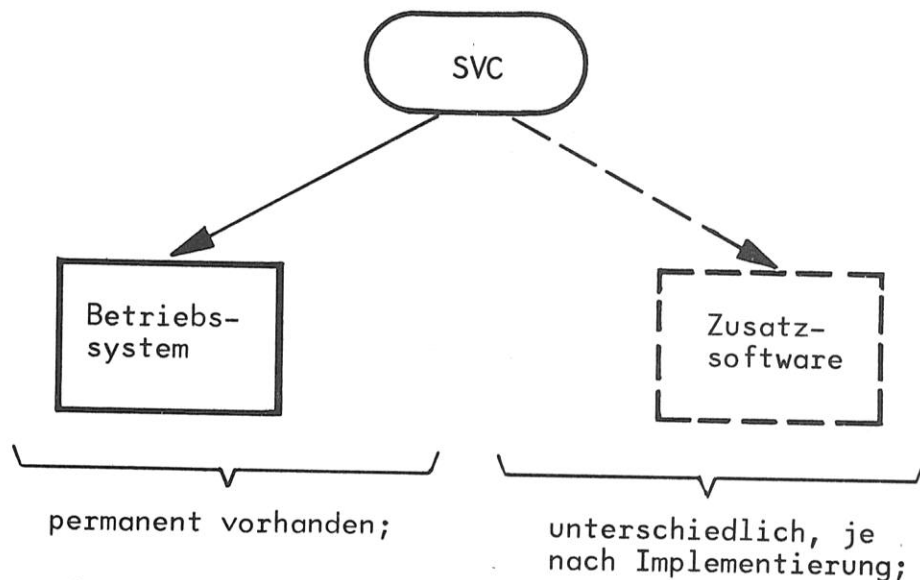 SVC
Betriebs-
system
Zusatz-
software
permanent vorhanden;
unterschiedlich, je
nach Implementierung;